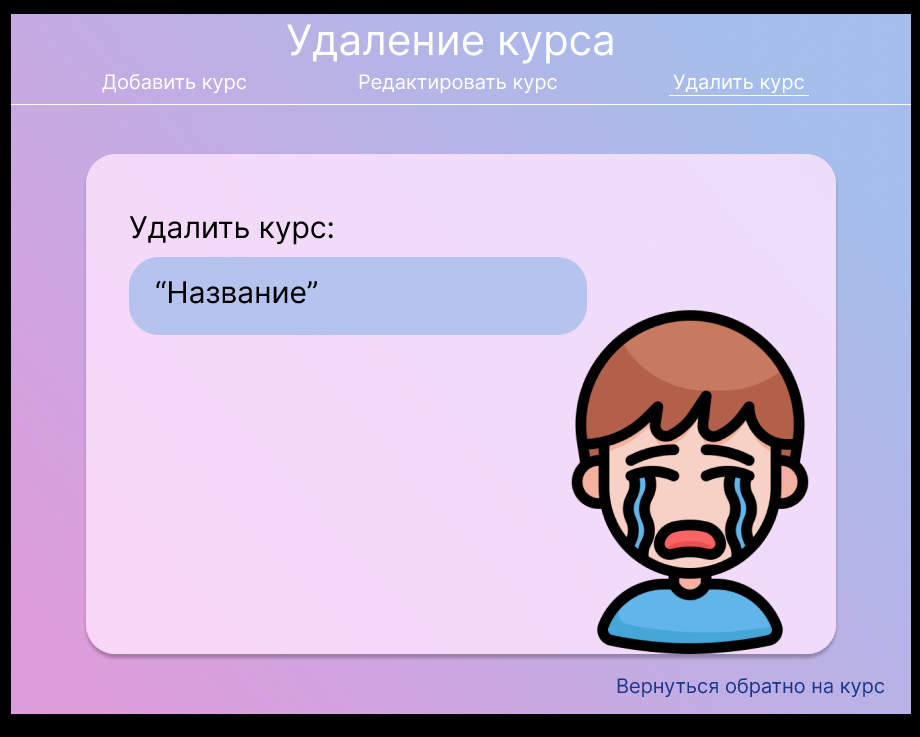 Удаление курса
Добавить курс Редактировать курс Удалить курс
Удалить курс:
“Название”
Вернуться обратно на курс